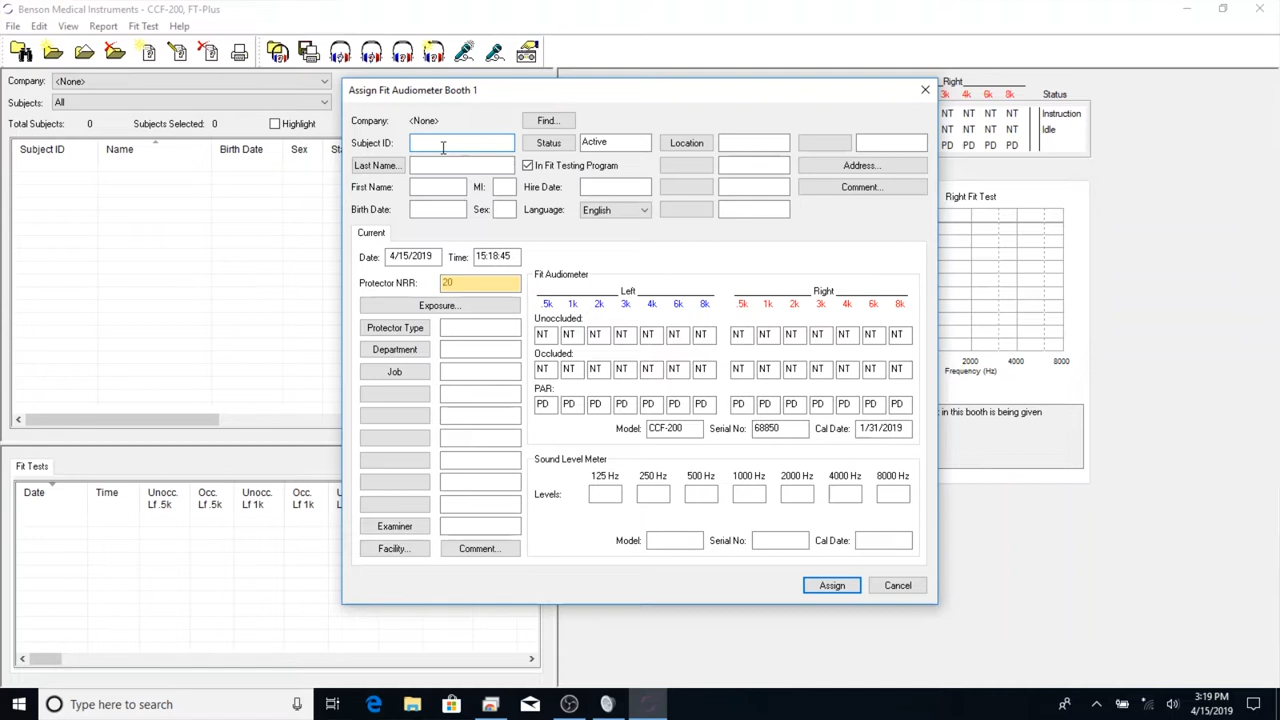 Benson Medical Instruments - CCF-200, FT-Plus
File Edit View Report Fit Test Help
Company: <None>
Subjects: All
Total Subjects: 0 Subjects Selected: 0 Highlight
Subject ID Name Birth Date Sex
Fit Tests
Date Time Unocc. Lf .5k Occ. Lf .5k Unocc. Lf 1k Occ. Lf 1k
Assign Fit Audiometer Booth 1
Company: <None> Find...
Subject ID: Status Active Location
Last Name... In Fit Testing Program Address...
First Name: MI: Hire Date: Comment...
Birth Date: Sex: Language: English
Current
Date: 4/15/2019 Time: 15:18:45
Protector NRR: 20
Exposure...
Protector Type
Department
Job
Examiner
Facility... Comment...
Fit Audiometer
Left Right
.5k 1k 2k 3k 4k 6k 8k .5k 1k 2k 3k 4k 6k 8k
Unoccluded:
NT NT NT NT NT NT NT NT NT NT NT NT NT NT
Occluded:
NT NT NT NT NT NT NT NT NT NT NT NT NT NT
PAR:
PD PD PD PD PD PD PD PD PD PD PD PD PD PD
Model: CCF-200 Serial No: 68850 Cal Date: 1/31/2019
Sound Level Meter
125 Hz 250 Hz 500 Hz 1000 Hz 2000 Hz 4000 Hz 8000 Hz
Levels:
Model: Serial No: Cal Date:
Assign Cancel
Right
3k 4k 6k 8k Status
NT NT NT NT Instruction
NT NT NT NT Idle
PD PD PD PD
Right Fit Test
2000 4000 8000
Frequency (Hz)
in this booth is being given
Type here to search
3:19 PM
4/15/2019